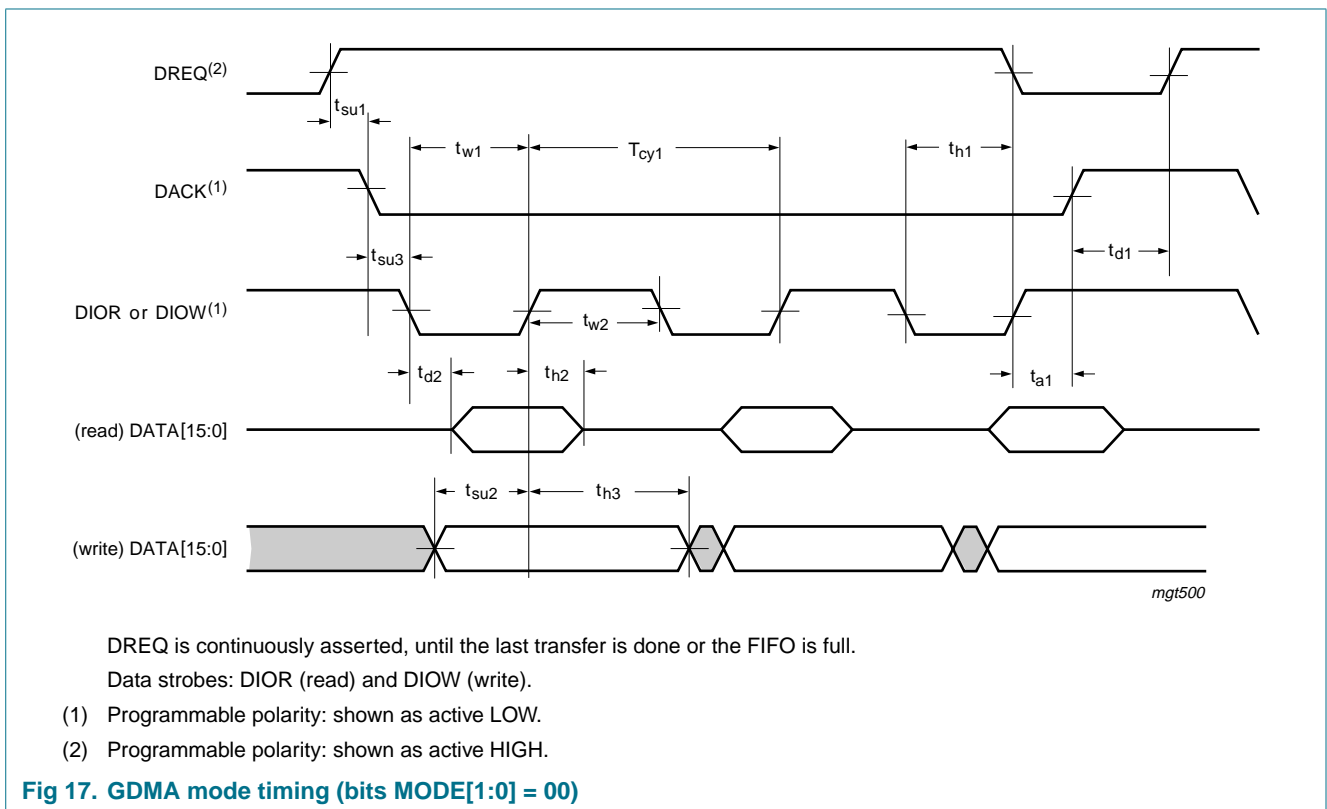 DREQ(2)
tsu1
tw1
Tcy1
th1
DACK(1)
tsu3
td1
DIOR or DIOW(1)
tw2
td2
th2
ta1
(read) DATA[15:0]
tsu2
th3
(write) DATA[15:0]
mgt500
DREQ is continuously asserted, until the last transfer is done or the FIFO is full.
Data strobes: DIOR (read) and DIOW (write).
(1) Programmable polarity: shown as active LOW.
(2) Programmable polarity: shown as active HIGH.
Fig 17. GDMA mode timing (bits MODE[1:0] = 00)